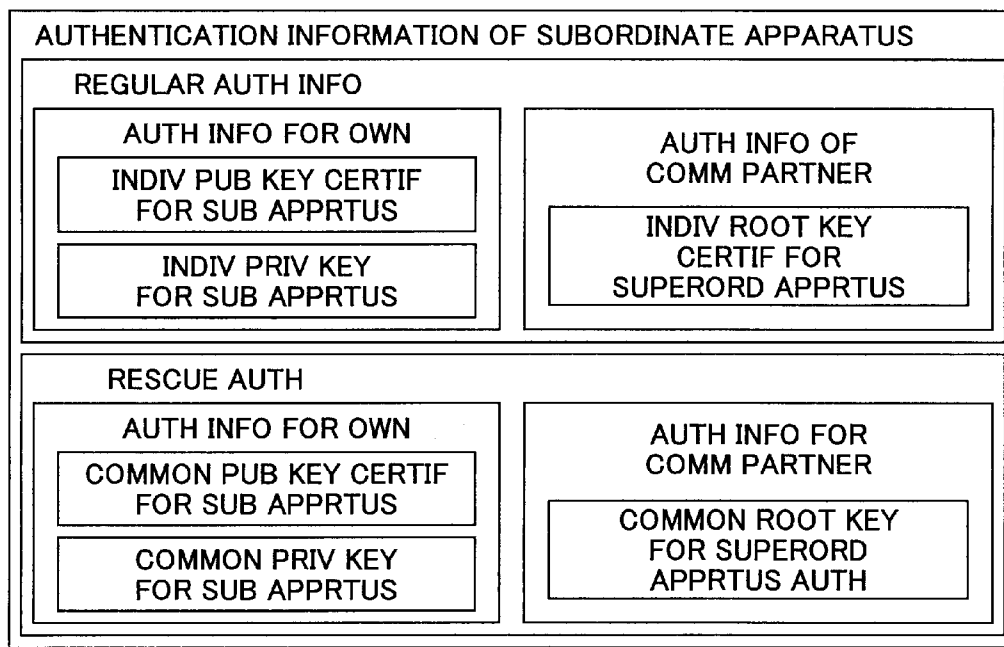 AUTHENTICATION INFORMATION OF SUBORDINATE APPARATUS
REGULAR AUTH INFO
AUTH INFO FOR OWN
INDIV PUB KEY CERTIF
FOR SUB APPRTUS
INDIV PRIV KEY
FOR SUB APPRTUS
AUTH INFO OF
COMM PARTNER
INDIV ROOT KEY
CERTIF FOR
SUPERORD APPRTUS
RESCUE AUTH
AUTH INFO FOR OWN
COMMON PUB KEY CERTIF
FOR SUB APPRTUS
COMMON PRIV KEY
FOR SUB APPRTUS
AUTH INFO FOR
COMM PARTNER
COMMON ROOT KEY
FOR SUPERORD
APPRTUS AUTH